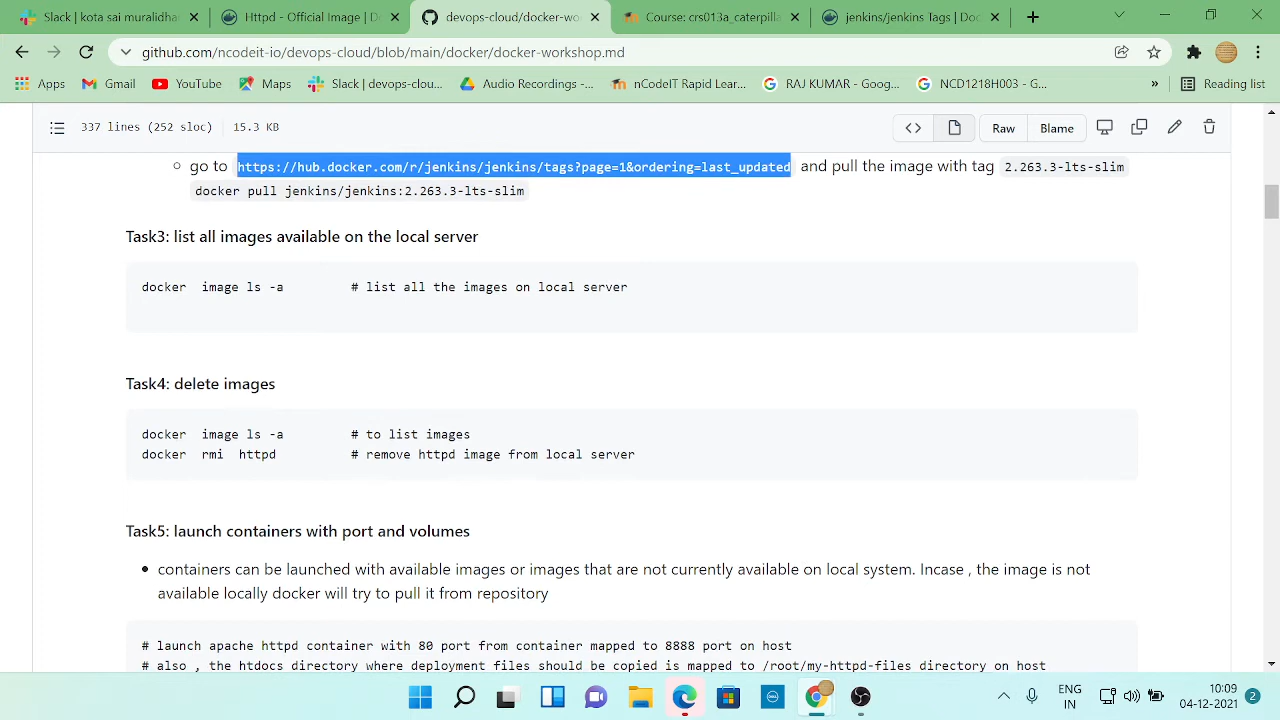 Slack | kota sai muralidhar
Httpd - Official Image | Do
devops-cloud/docker-wo
Course: crs013a_caterpilla
jenkins/jenkins Tags | Doc
github.com/ncodeit-io/devops-cloud/blob/main/docker/docker-workshop.md
Apps
Gmail
YouTube
Maps
Slack | devops-clou...
Audio Recordings -...
nCodeIT Rapid Lear...
RAJ KUMAR - Goog...
NCD1218H003 - G...
»
Reading list
337 lines (252 sloc)
15.3 KB
Raw
Blame
go to https://hub.docker.com/r/jenkins/jenkins/tags?page=1&ordering=last_updated and pull the image with tag 2.263.3-lts-slim
docker pull jenkins/jenkins:2.263.3-lts-slim
Task3: list all images available on the local server
docker  image ls -a         # list all the images on local server
Task4: delete images
docker  image ls -a         # to list images
docker  rmi  httpd          # remove httpd image from local server
Task5: launch containers with port and volumes
containers can be launched with available images or images that are not currently available on local system. Incase , the image is not
available locally docker will try to pull it from repository
# launch apache httpd container with 80 port from container mapped to 8888 port on host
# also , the htdocs directory where deployment files should be copied is mapped to /root/my-httpd-files directory on host
ENG
IN
10:09
04-12-2021
2